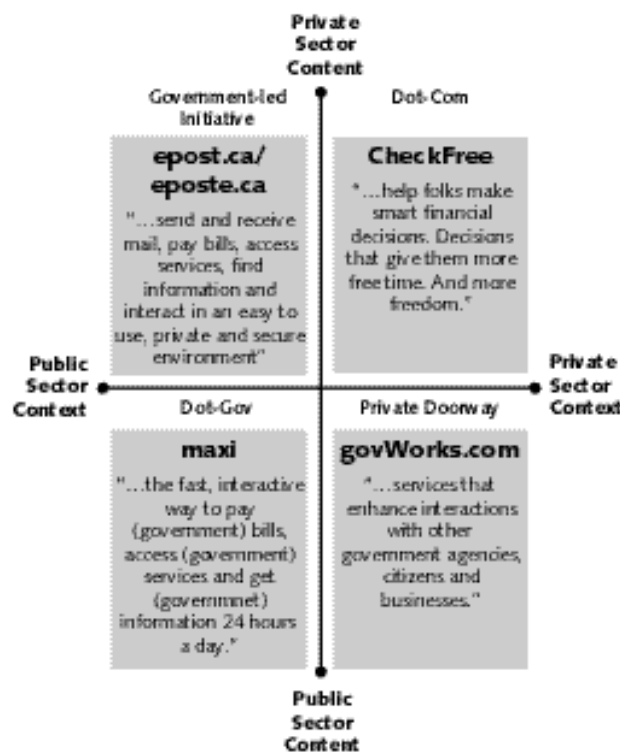 Private
Sector
Content
Government-led
Initiative
epost.ca/
eposte.ca
"...send and receive
mail, pay bills, access
services, find
information and
interact in an easy to
use, private and secure
environment"
Dot-Com
CheckFree
"...help folks make
smart financial
decisions. Decisions
that give them more
free time. And more
freedom."
Public
Sector
Context
Private
Sector
Context
Dot-Gov
maxi
"...the fast, interactive
way to pay
(government) bills,
access (government)
services and get
(governmnet)
information 24 hours
a day."
Private Doorway
govWorks.com
"...services that
enhance interactions
with other
government agencies,
citizens and
businesses."
Public
Sector
Content